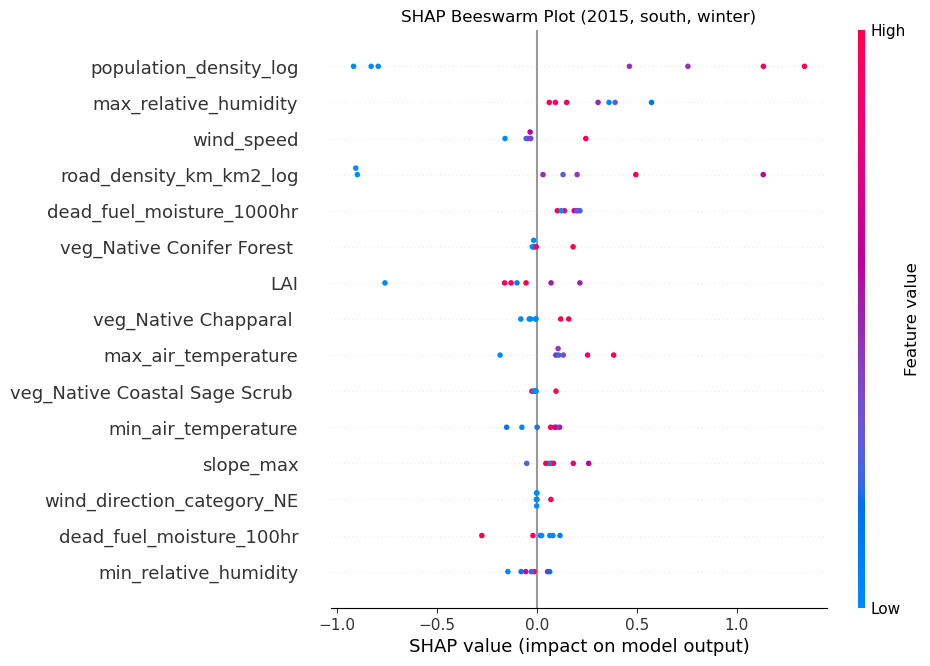 SHAP Beeswarm Plot (2015, south, winter)
High
population_density_log
max_relative_humidity
wind_speed
road_density_km_km2_log
dead_fuel_moisture_1000hr
veg_Native Conifer Forest
LAI
veg_Native Chapparal
max_air_temperature
veg_Native Coastal Sage Scrub
min_air_temperature
slope_max
wind_direction_category_NE
dead_fuel_moisture_100hr
min_relative_humidity
Feature value
Low
−1.0 −0.5 0.0 0.5 1.0
SHAP value (impact on model output)